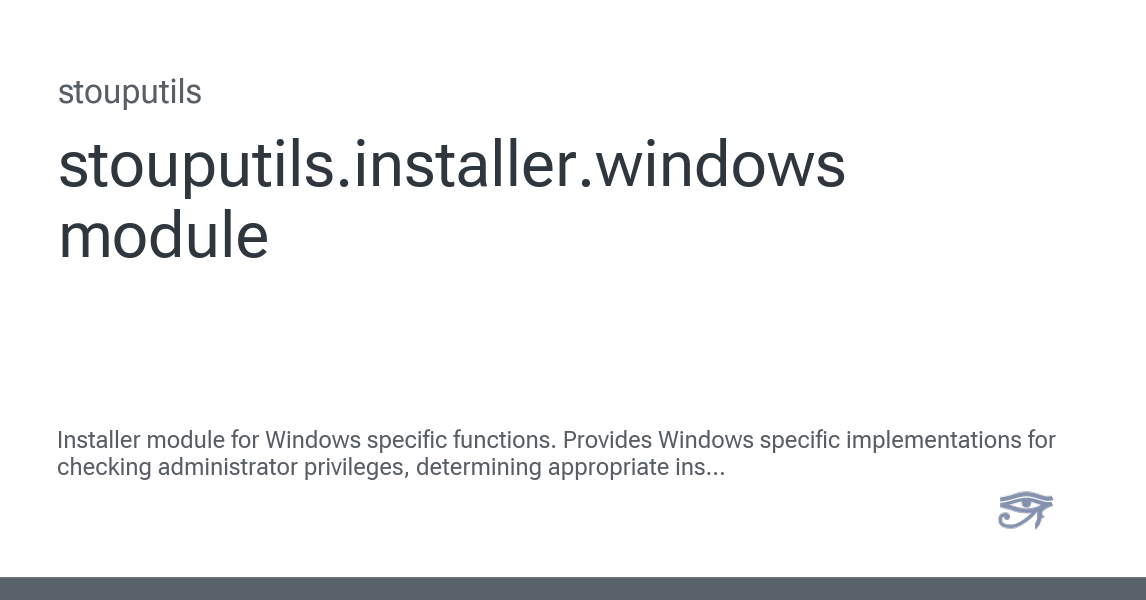 stouputils
stouputils.installer.windows
module
Installer module for Windows specific functions. Provides Windows specific implementations for
checking administrator privileges, determining appropriate ins...